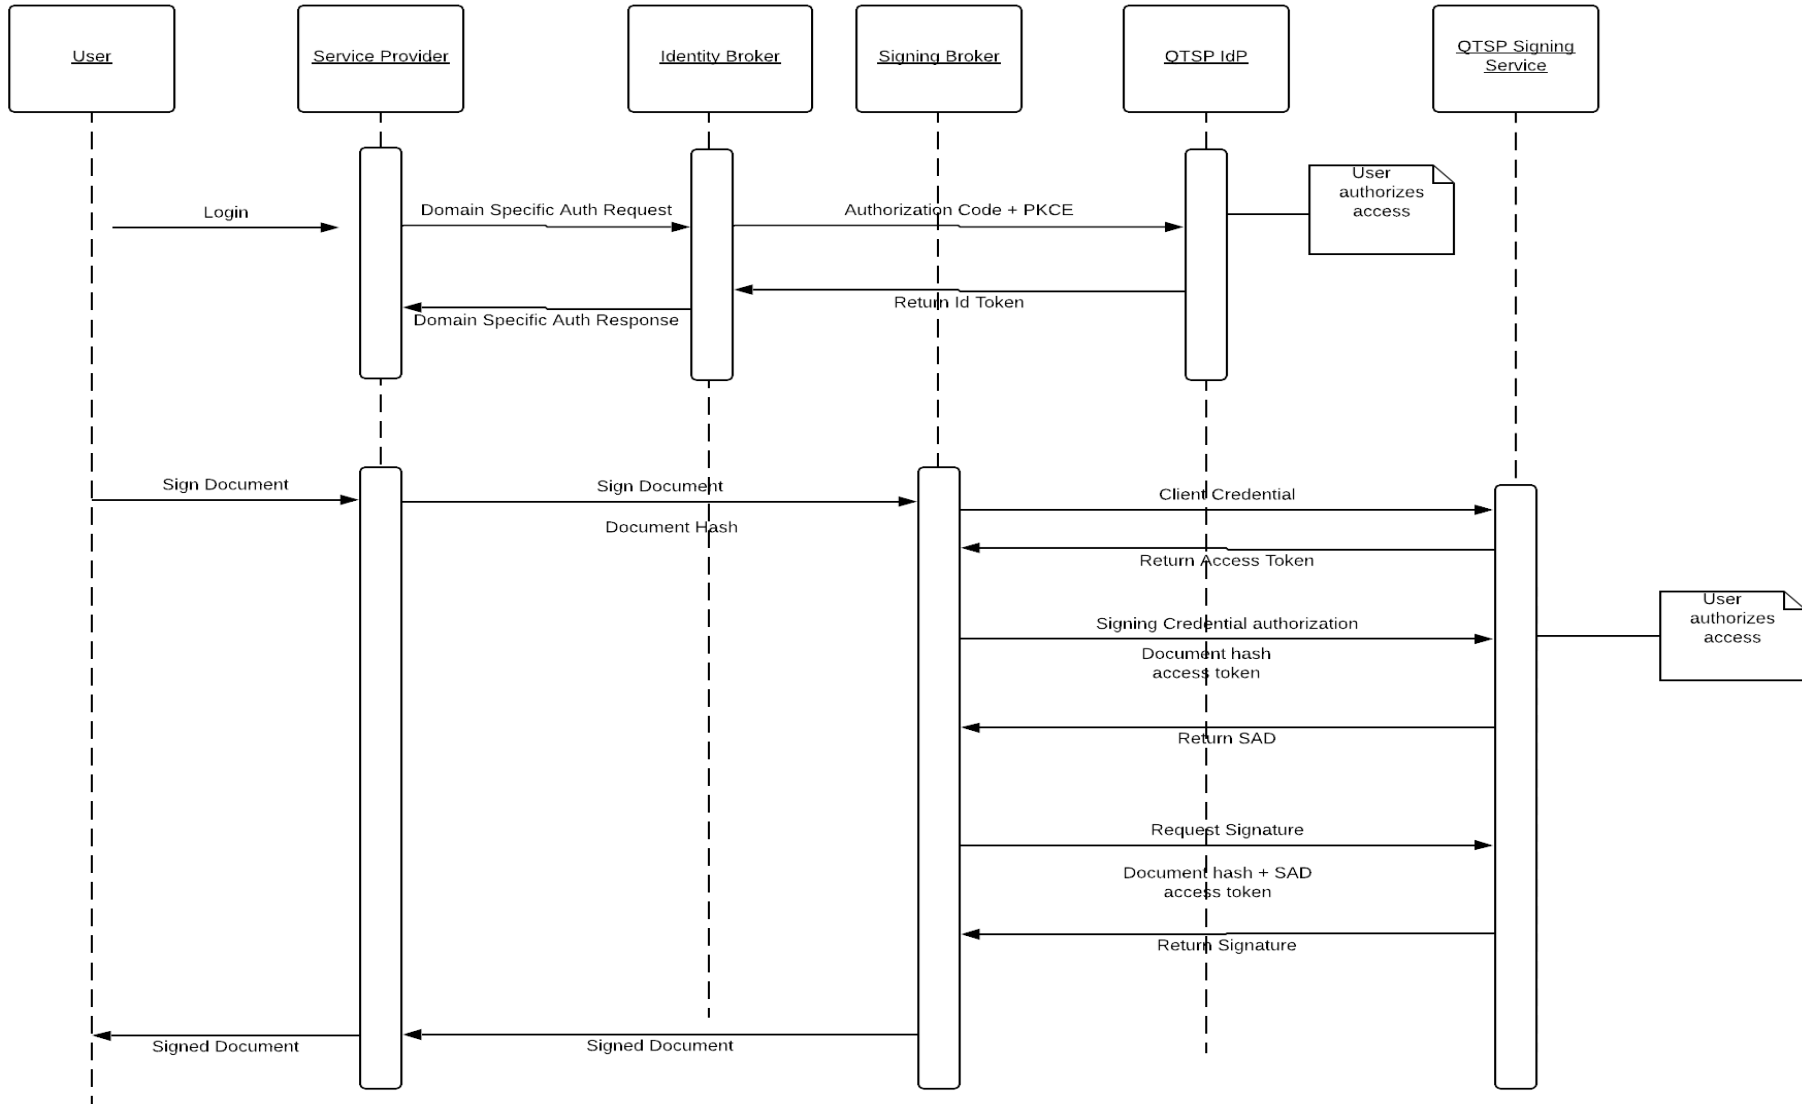 User
Service Provider
Identity Broker
Signing Broker
QTSP IdP
QTSP Signing
Service
User
authorizes
access
Login
Domain Specific Auth Request
Authorization Code + PKCE
Return Id Token
Domain Specific Auth Response
Sign Document
Sign Document
Client Credential
Document Hash
Return Access Token
User
authorizes
access
Signing Credential authorization
Document hash
access token
Return SAD
Request Signature
Document hash + SAD
access token
Return Signature
Signed Document
Signed Document